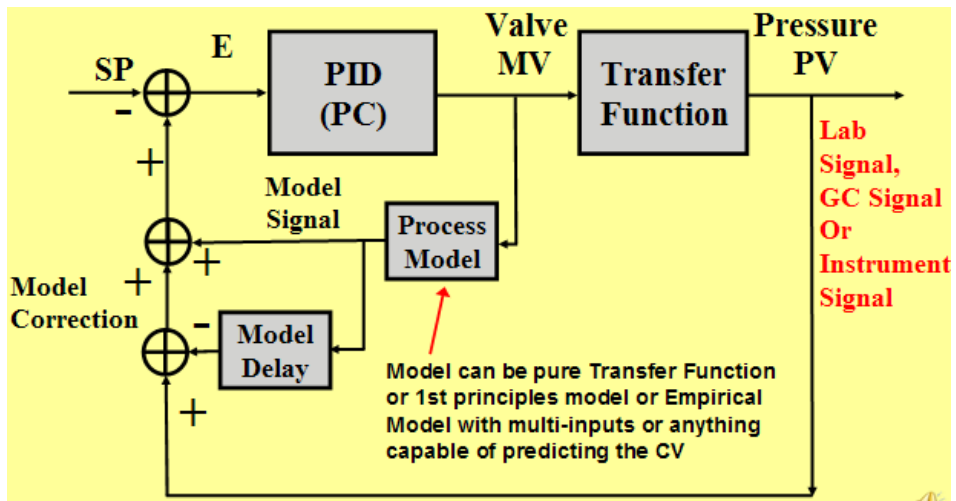 SP
-
E
PID
(PC)
Valve
MV
Transfer
Function
Pressure
PV
Lab
Signal,
GC Signal
Or
Instrument
Signal
+
Model
Signal
Process
Model
+
+
Model
Correction
-
Model
Delay
+
Model can be pure Transfer Function
or 1st principles model or Empirical
Model with multi-inputs or anything
capable of predicting the CV